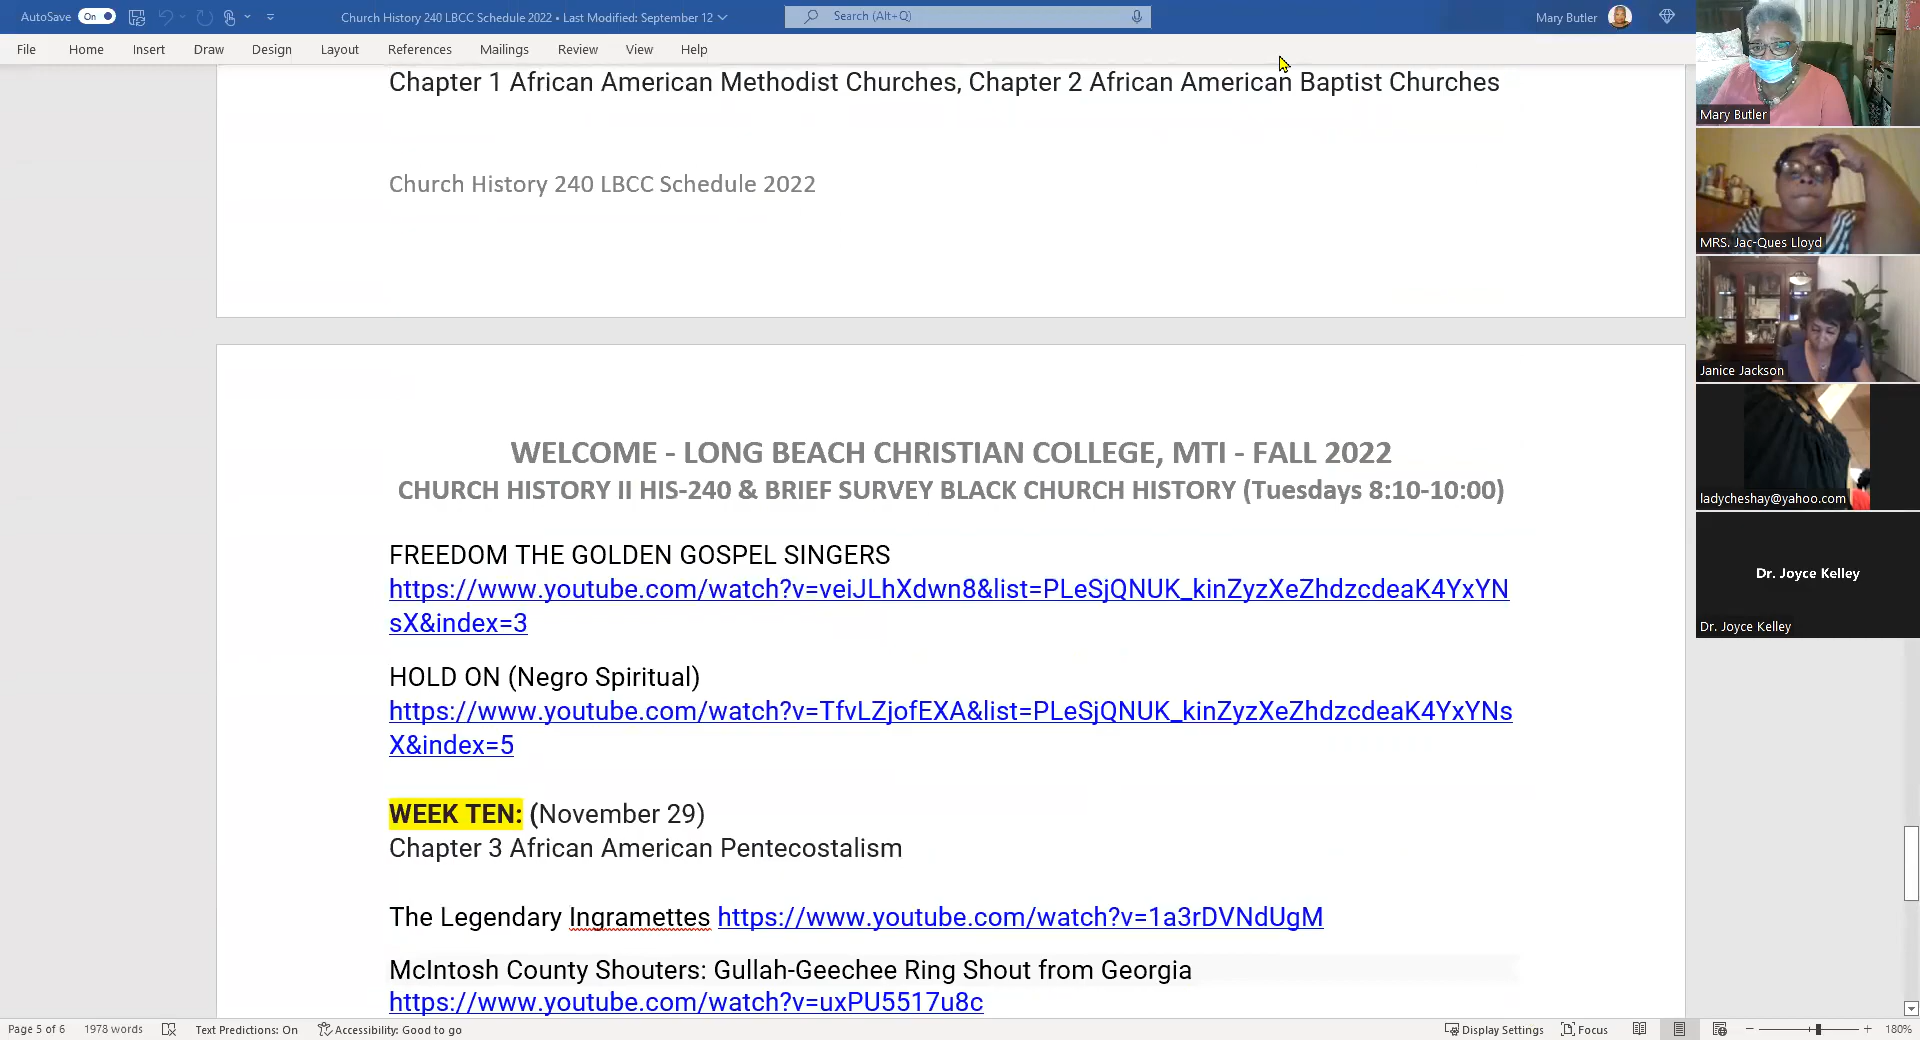 AutoSave On Church History 240 LBCC Schedule 2022 • Last Modified: September 12 Search (Alt+Q) Mary Butler
File Home Insert Draw Design Layout References Mailings Review View Help
Chapter 1 African American Methodist Churches, Chapter 2 African American Baptist Churches
Church History 240 LBCC Schedule 2022
WELCOME - LONG BEACH CHRISTIAN COLLEGE, MTI - FALL 2022
CHURCH HISTORY II HIS-240 & BRIEF SURVEY BLACK CHURCH HISTORY (Tuesdays 8:10-10:00)
FREEDOM THE GOLDEN GOSPEL SINGERS
https://www.youtube.com/watch?v=veiJLhXdwn8&list=PLeSjQNUK_kinZyzXeZhdzcdeaK4YxYN
sX&index=3
HOLD ON (Negro Spiritual)
https://www.youtube.com/watch?v=TfvLZjofEXA&list=PLeSjQNUK_kinZyzXeZhdzcdeaK4YxYNs
X&index=5
WEEK TEN: (November 29)
Chapter 3 African American Pentecostalism
The Legendary Ingramettes https://www.youtube.com/watch?v=1a3rDVNdUgM
McIntosh County Shouters: Gullah-Geechee Ring Shout from Georgia
https://www.youtube.com/watch?v=uxPU5517u8c
Page 5 of 6 1978 words Text Predictions: On Accessibility: Good to go Display Settings Focus 180%
Mary Butler
MRS. Jac-Ques Lloyd
Janice Jackson
ladycheshay@yahoo.com
Dr. Joyce Kelley
Dr. Joyce Kelley